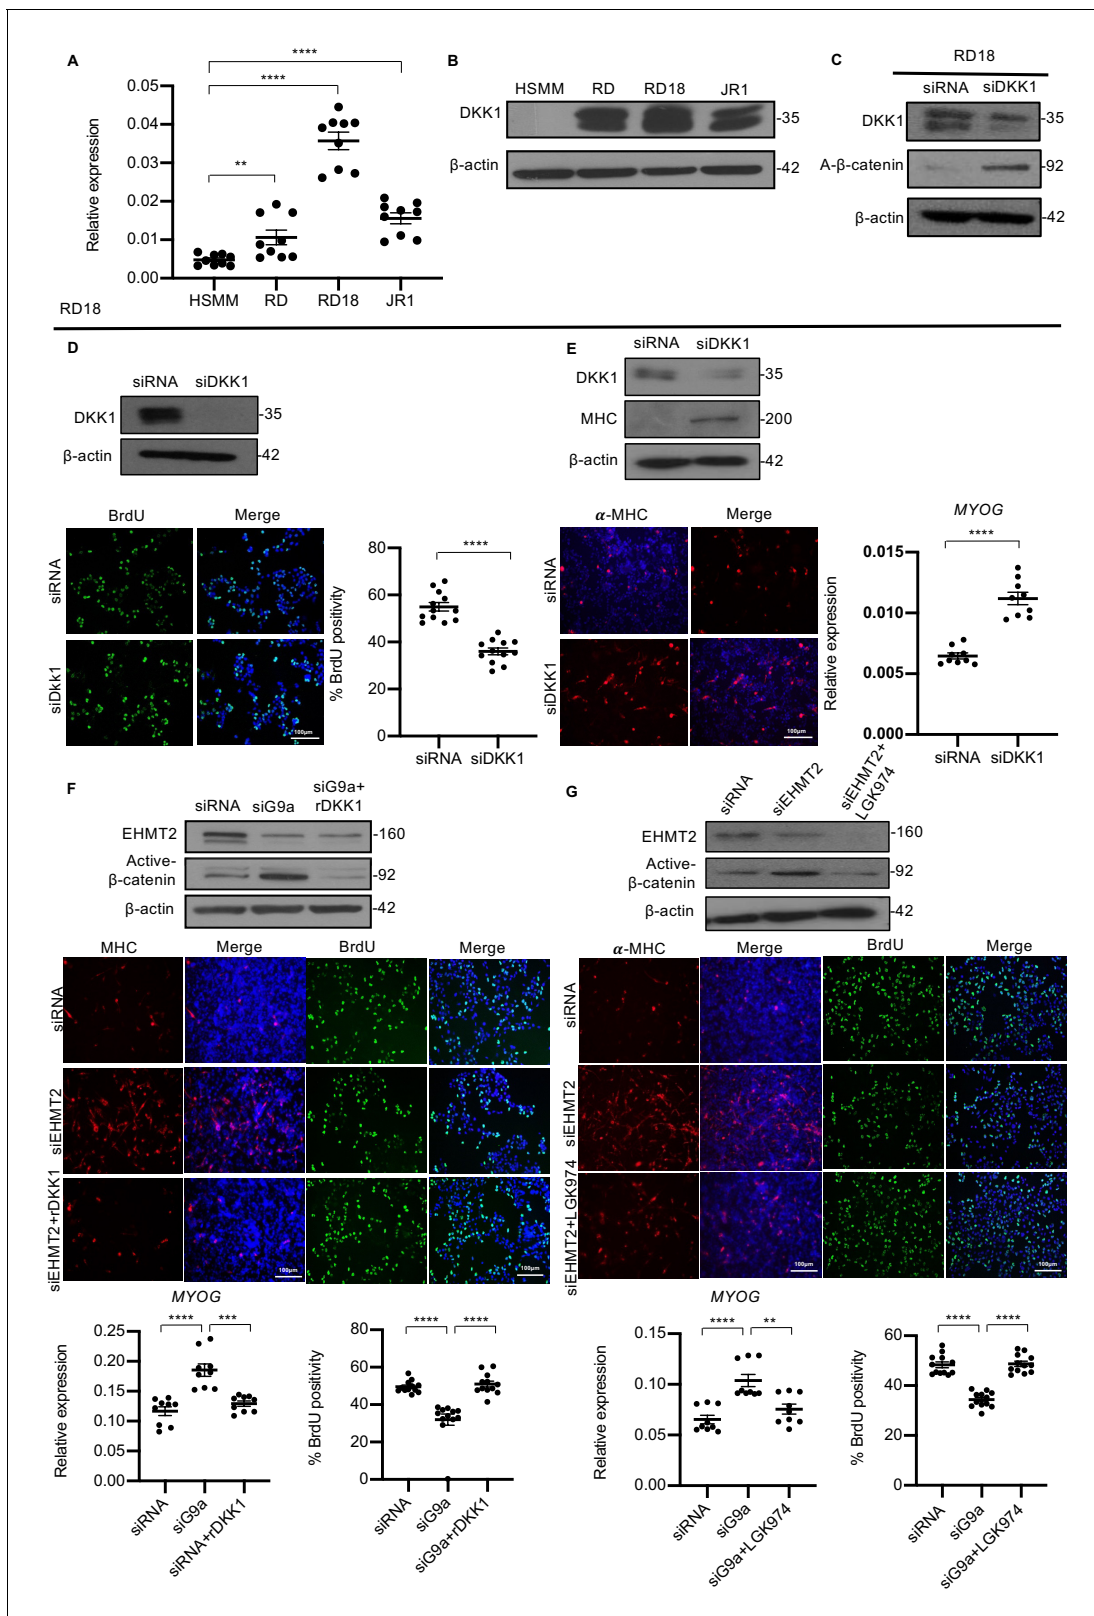 A
****
****
**
0.05
0.04
0.03
0.02
0.01
0.00
Relative expression
HSMM RD RD18 JR1
B
HSMM RD RD18 JR1
DKK1 -35
β-actin -42
C
RD18
siRNA siDKK1
DKK1 -35
A-β-catenin -92
β-actin -42
RD18
D
siRNA siDKK1
DKK1 -35
β-actin -42
BrdU Merge
siRNA
siDkk1
100μm
****
80
60
40
20
0
% BrdU positivity
siRNA siDKK1
E
siRNA siDKK1
DKK1 -35
MHC -200
β-actin -42
α-MHC Merge
siRNA
siDKK1
100μm
MYOG
****
0.015
0.010
0.005
0.000
Relative expression
siRNA siDKK1
F
siRNA siG9a siG9a+
rDKK1
EHMT2 -160
Active-
β-catenin -92
β-actin -42
MHC Merge BrdU Merge
siRNA
siEHMT2
siEHMT2+rDKK1
100μm
100μm
MYOG
**** ***
0.25
0.20
0.15
0.10
0.05
0.00
Relative expression
siRNA
siG9a
siRNA+rDKK1
**** ****
80
60
40
20
0
% BrdU positivity
siRNA
siG9a
siG9a+rDKK1
G
siRNA
siEHMT2
siEHMT2+
LGK974
EHMT2 -160
Active-
β-catenin -92
β-actin -42
α-MHC Merge BrdU Merge
siRNA
siEHMT2
siEHMT2+LGK974
100μm
100μm
MYOG
**** **
0.15
0.10
0.05
0.00
Relative expression
siRNA
siG9a
siG9a+LGK974
**** ****
60
40
20
0
% BrdU positivity
siRNA
siG9a
siG9a+LGK974